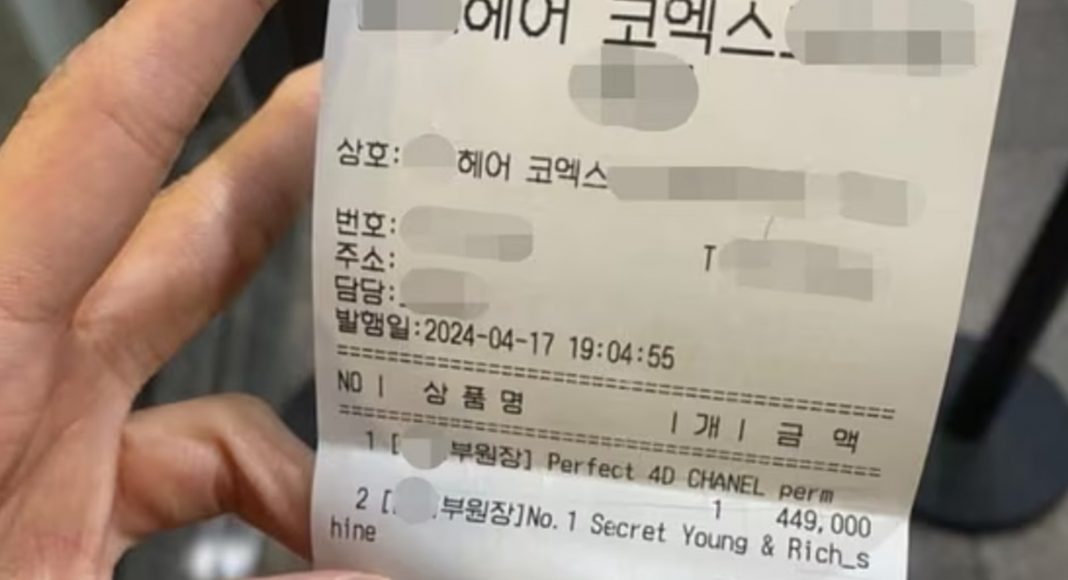 헤어 코엑스
상호: 헤어 코엑스
번호:
주소: T
담당:
발행일:2024-04-17 19:04:55
================================
NO | 상 품 명 | 개 | 금 액
================================
1 [ 부원장] Perfect 4D CHANEL perm
1 449,000
2 [ 부원장]No.1 Secret Young & Rich_s
hine